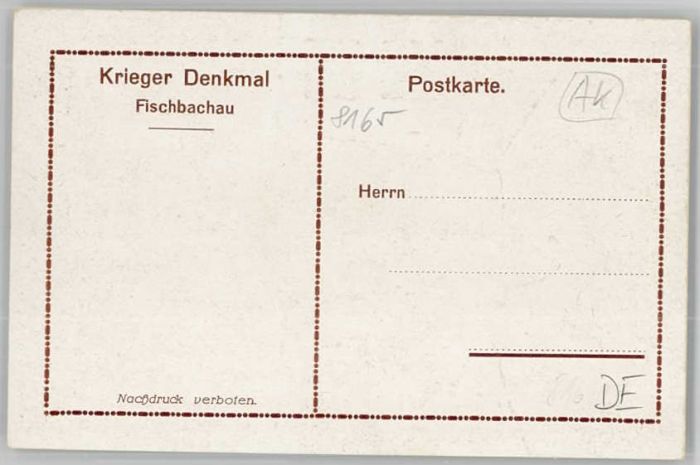 Krieger Denkmal
Fischbachau
Nachdruck verboten.
Postkarte.
AK
8165
Herrn
DE